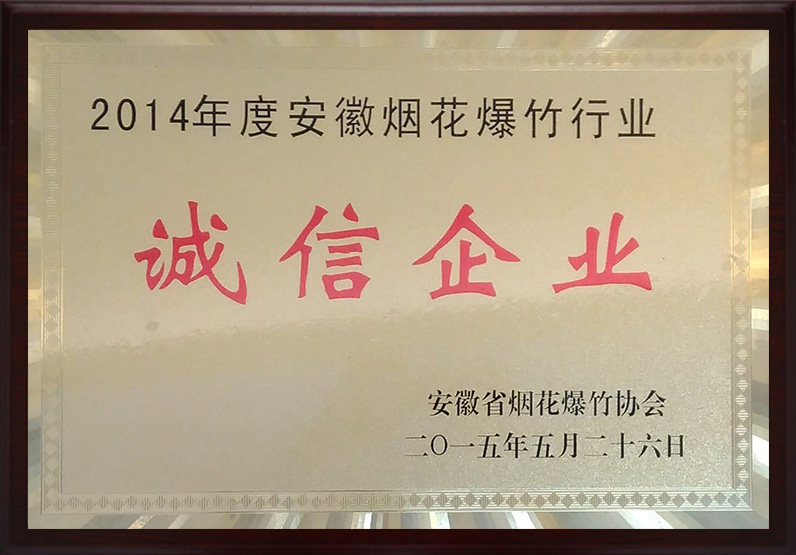 2014年度安徽烟花爆竹行业
诚信企业
安徽省烟花爆竹协会
二〇一五年五月二十六日